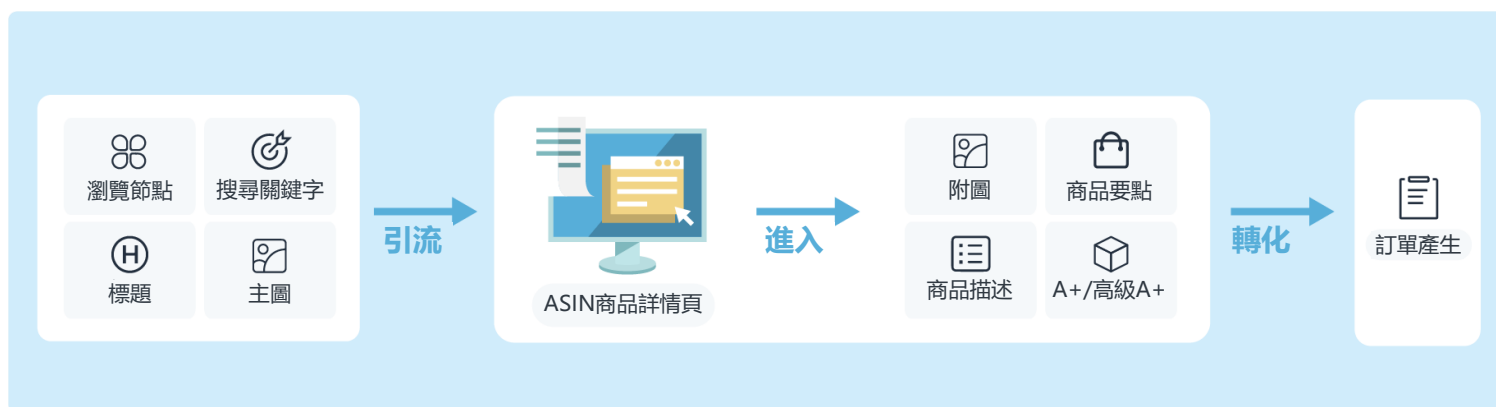 瀏覽節點
搜尋關鍵字
標題
主圖
引流
ASIN商品詳情頁
進入
附圖
商品要點
商品描述
A+/高級A+
轉化
訂單產生